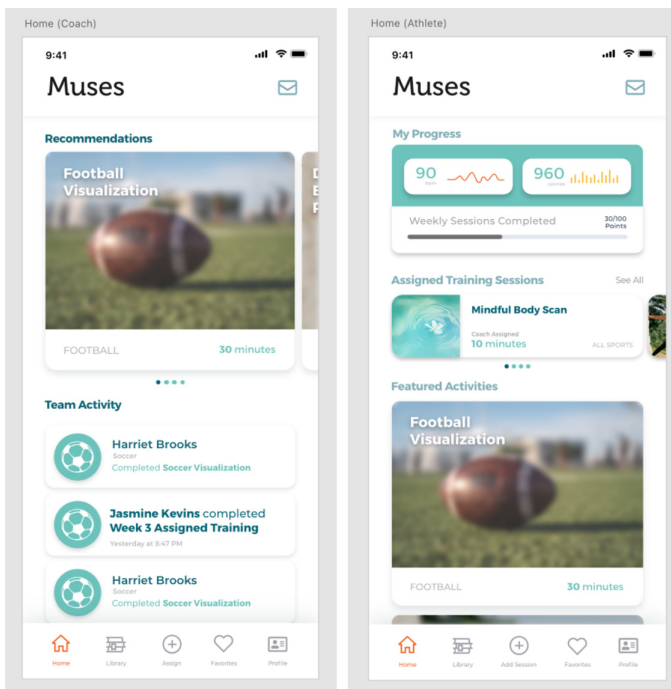 Home (Coach)
9:41
Muses
Recommendations
Football
Visualization
FOOTBALL
30 minutes
Team Activity
Harriet Brooks
Soccer
Completed Soccer Visualization
Jasmine Kevins completed
Week 3 Assigned Training
Yesterday at 3:47 PM
Harriet Brooks
Soccer
Completed Soccer Visualization
Home
Library
Assign
Favorites
Profile
Home (Athlete)
9:41
Muses
My Progress
90
bpm
960
calories
Weekly Sessions Completed
30/100
Points
Assigned Training Sessions
See All
Mindful Body Scan
Coach Assigned
10 minutes
ALL SPORTS
Featured Activities
Football
Visualization
FOOTBALL
30 minutes
Home
Library
Add Session
Favorites
Profile